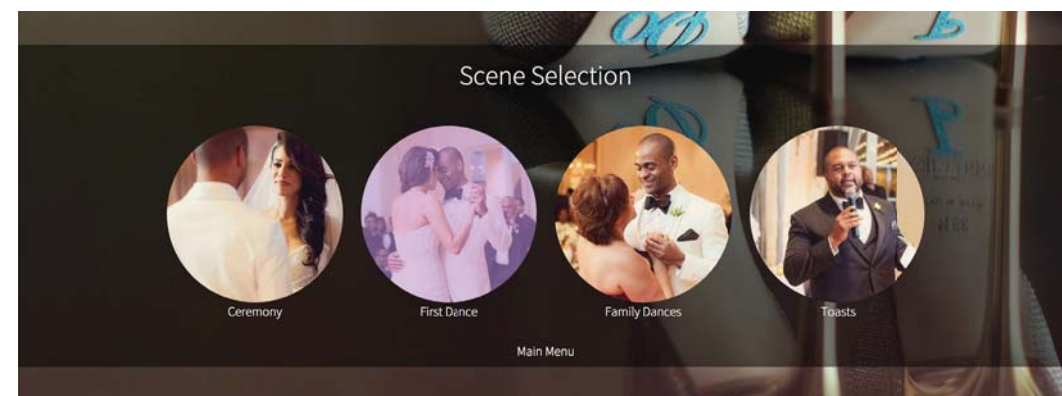 Scene Selection
Ceremony
First Dance
Family Dances
Toasts
Main Menu